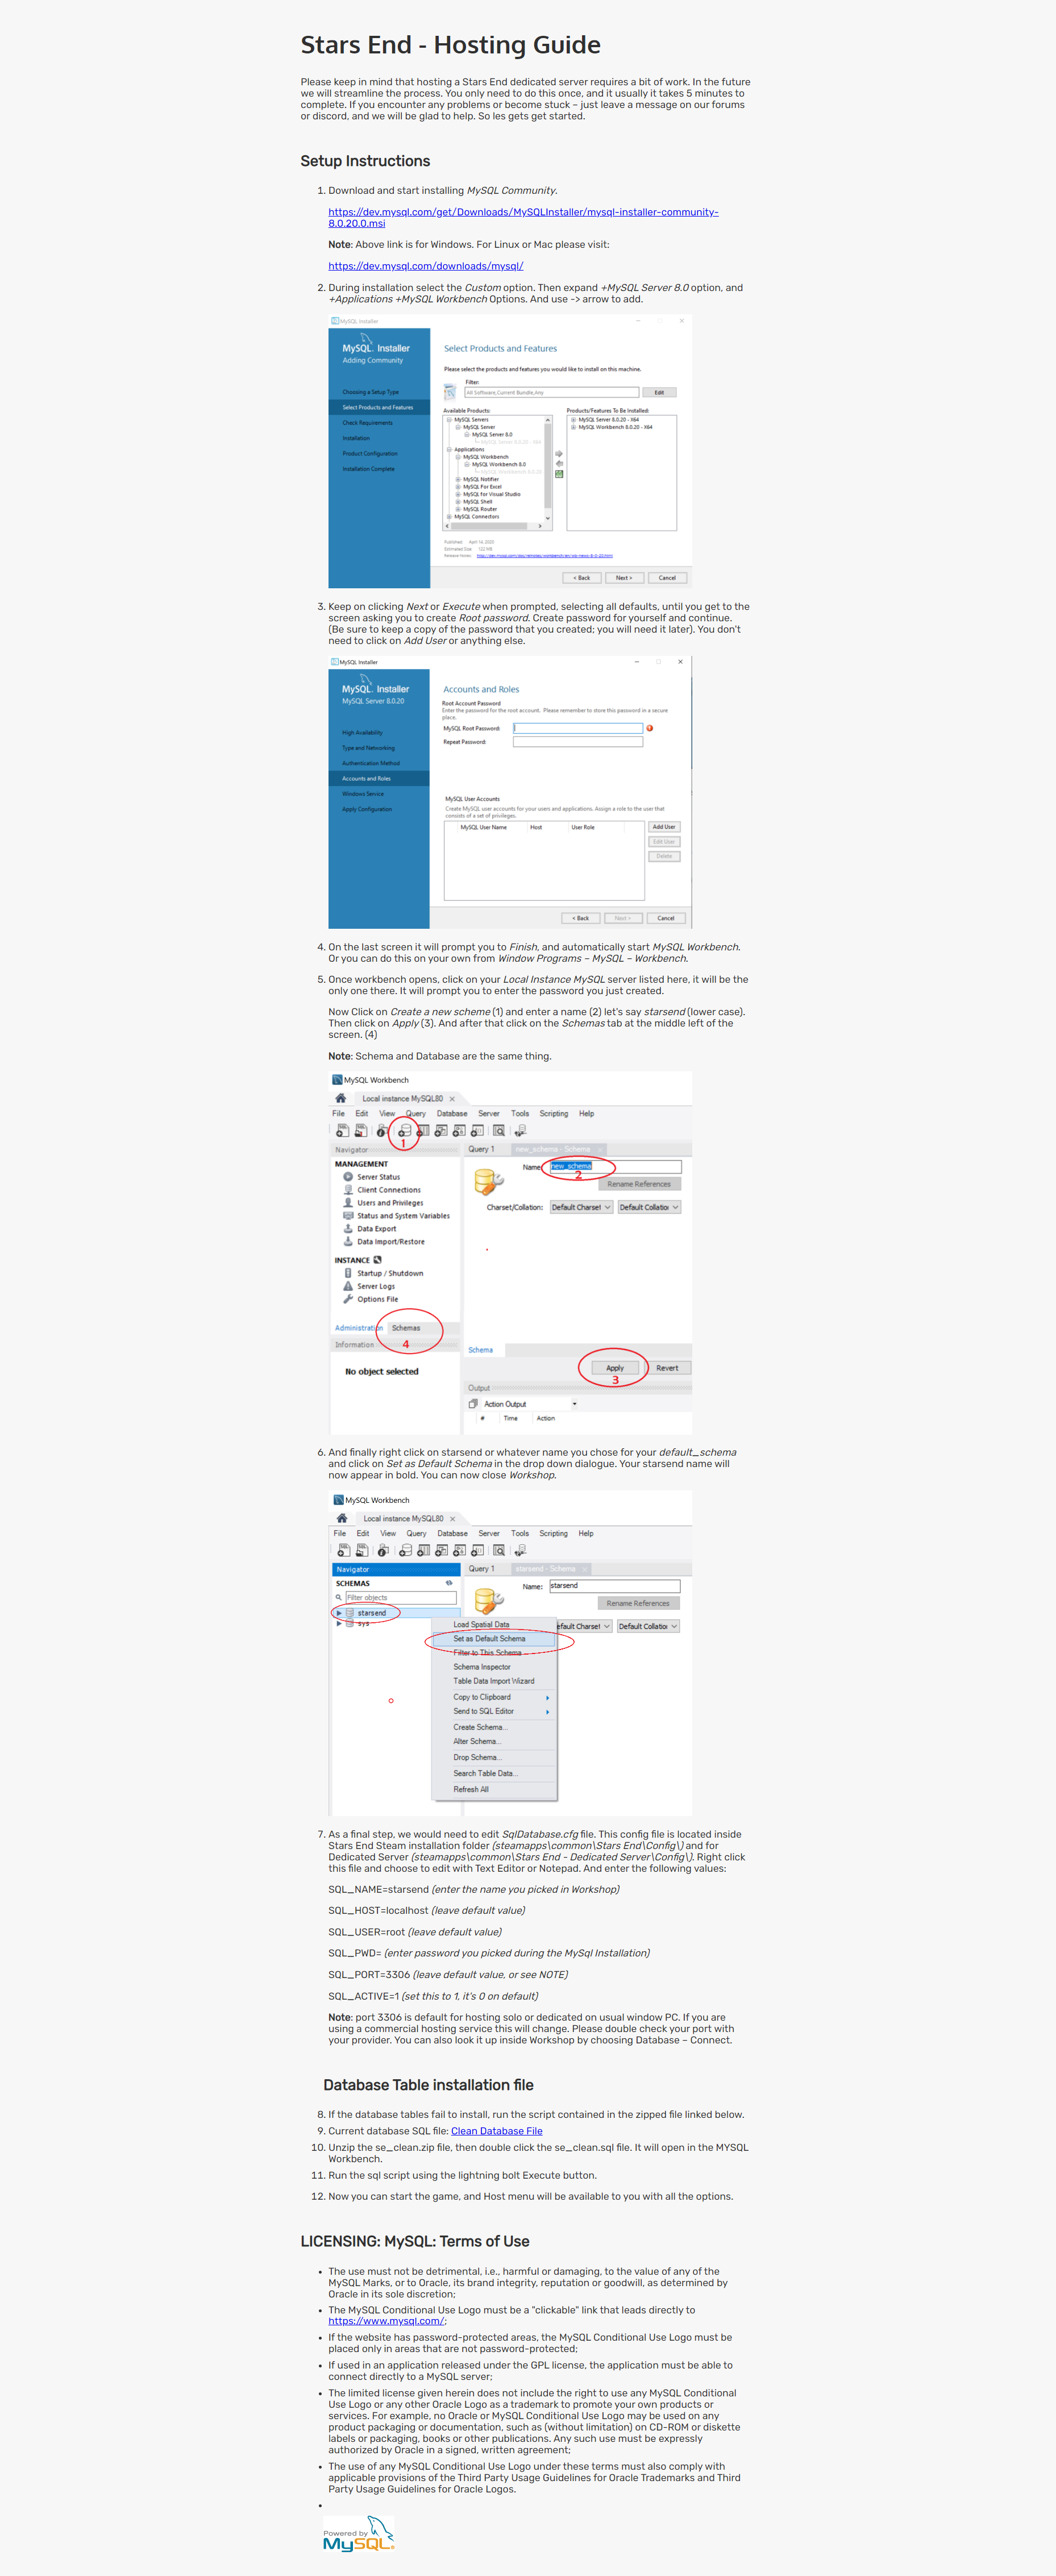 Stars End - Hosting Guide
Please keep in mind that hosting a Stars End dedicated server requires a bit of work. In the future
we will streamline the process. You only need to do this once, and it usually it takes 5 minutes to
complete. If you encounter any problems or become stuck – just leave a message on our forums
or discord, and we will be glad to help. So les gets get started.
Setup Instructions
1. Download and start installing MySQL Community.
https://dev.mysql.com/get/Downloads/MySQLInstaller/mysql-installer-community-
8.0.20.0.msi
Note: Above link is for Windows. For Linux or Mac please visit:
https://dev.mysql.com/downloads/mysql/
2. During installation select the Custom option. Then expand +MySQL Server 8.0 option, and
+Applications +MySQL Workbench Options. And use -> arrow to add.
MySQL Installer
MySQL. Installer
Adding Community
Choosing a Setup Type
Select Products and Features
Check Requirements
Installation
Product Configuration
Installation Complete
Select Products and Features
Please select the products and features you would like to install on this machine.
Filter:
All Software,Current Bundle,Any
Edit
Available Products:
MySQL Servers
MySQL Server
MySQL Server 8.0
MySQL Server 8.0.20 - X64
Applications
MySQL Workbench
MySQL Workbench 8.0
MySQL Workbench 8.0.20
MySQL Notifier
MySQL For Excel
MySQL for Visual Studio
MySQL Shell
MySQL Router
MySQL Connectors
Products/Features To Be Installed:
MySQL Server 8.0.20 - X64
MySQL Workbench 8.0.20 - X64
Published: April 16, 2020
Estimated Size: 122 MB
Release Notes:
< Back Next > Cancel
3. Keep on clicking Next or Execute when prompted, selecting all defaults, until you get to the
screen asking you to create Root password. Create password for yourself and continue.
(Be sure to keep a copy of the password that you created; you will need it later). You don't
need to click on Add User or anything else.
MySQL Installer
MySQL. Installer
MySQL Server 8.0.20
High Availability
Type and Networking
Authentication Method
Accounts and Roles
Windows Service
Apply Configuration
Accounts and Roles
Root Account Password
Enter the password for the root account. Please remember to store this password in a secure
place.
MySQL Root Password:
Repeat Password:
MySQL User Accounts
Create MySQL user accounts for your users and applications. Assign a role to the user that
consists of a set of privileges.
MySQL User Name Host User Role
Add User
Edit User
Delete
< Back Next > Cancel
4. On the last screen it will prompt you to Finish, and automatically start MySQL Workbench.
Or you can do this on your own from Window Programs – MySQL – Workbench.
5. Once workbench opens, click on your Local Instance MySQL server listed here, it will be the
only one there. It will prompt you to enter the password you just created.
Now Click on Create a new scheme (1) and enter a name (2) let's say starsend (lower case).
Then click on Apply (3). And after that click on the Schemas tab at the middle left of the
screen. (4)
Note: Schema and Database are the same thing.
MySQL Workbench
Local instance MySQL80
File Edit View Query Database Server Tools Scripting Help
1
Navigator
MANAGEMENT
Server Status
Client Connections
Users and Privileges
Status and System Variables
Data Export
Data Import/Restore
INSTANCE
Startup / Shutdown
Server Logs
Options File
Administration Schemas
4
Information
No object selected
Query 1 new_schema - Schema
Name: new_schema
2
Rename References
Charset/Collation: Default Charset Default Collation
Schema
Apply Revert
3
Output
Action Output
# Time Action
6. And finally right click on starsend or whatever name you chose for your default_schema
and click on Set as Default Schema in the drop down dialogue. Your starsend name will
now appear in bold. You can now close Workshop.
MySQL Workbench
Local instance MySQL80
File Edit View Query Database Server Tools Scripting Help
Navigator
SCHEMAS
Filter objects
starsend
sys
Query 1 starsend - Schema
Name: starsend
Rename References
efault Charset Default Collation
Load Spatial Data
Set as Default Schema
Filter to This Schema
Schema Inspector
Table Data Import Wizard
Copy to Clipboard
Send to SQL Editor
Create Schema...
Alter Schema...
Drop Schema...
Search Table Data...
Refresh All
7. As a final step, we would need to edit SqlDatabase.cfg file. This config file is located inside
Stars End Steam installation folder (steamapps\common\Stars End\Config\) and for
Dedicated Server (steamapps\common\Stars End - Dedicated Server\Config\). Right click
this file and choose to edit with Text Editor or Notepad. And enter the following values:
SQL_NAME=starsend (enter the name you picked in Workshop)
SQL_HOST=localhost (leave default value)
SQL_USER=root (leave default value)
SQL_PWD= (enter password you picked during the MySql Installation)
SQL_PORT=3306 (leave default value, or see NOTE)
SQL_ACTIVE=1 (set this to 1, it's 0 on default)
Note: port 3306 is default for hosting solo or dedicated on usual window PC. If you are
using a commercial hosting service this will change. Please double check your port with
your provider. You can also look it up inside Workshop by choosing Database – Connect.
Database Table installation file
8. If the database tables fail to install, run the script contained in the zipped file linked below.
9. Current database SQL file: Clean Database File
10. Unzip the se_clean.zip file, then double click the se_clean.sql file. It will open in the MYSQL
Workbench.
11. Run the sql script using the lightning bolt Execute button.
12. Now you can start the game, and Host menu will be available to you with all the options.
LICENSING: MySQL: Terms of Use
• The use must not be detrimental, i.e., harmful or damaging, to the value of any of the
MySQL Marks, or to Oracle, its brand integrity, reputation or goodwill, as determined by
Oracle in its sole discretion;
• The MySQL Conditional Use Logo must be a "clickable" link that leads directly to
https://www.mysql.com/;
• If the website has password-protected areas, the MySQL Conditional Use Logo must be
placed only in areas that are not password-protected;
• If used in an application released under the GPL license, the application must be able to
connect directly to a MySQL server;
• The limited license given herein does not include the right to use any MySQL Conditional
Use Logo or any other Oracle Logo as a trademark to promote your own products or
services. For example, no Oracle or MySQL Conditional Use Logo may be used on any
product packaging or documentation, such as (without limitation) on CD-ROM or diskette
labels or packaging, books or other publications. Any such use must be expressly
authorized by Oracle in a signed, written agreement;
• The use of any MySQL Conditional Use Logo under these terms must also comply with
applicable provisions of the Third Party Usage Guidelines for Oracle Trademarks and Third
Party Usage Guidelines for Oracle Logos.
•
Powered by
MySQL®